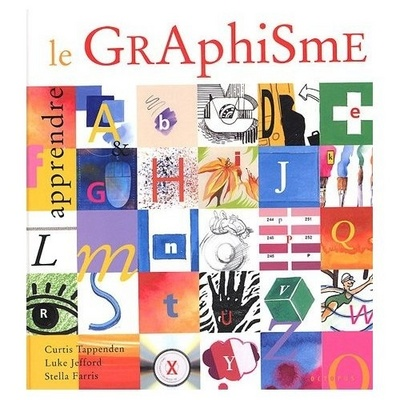 le GRAphiSmE
apprendre
A & b e
f G H i J k
L m n P Q
R S t V
Curtis Tappenden
Luke Jefford
Stella Farris
X Y Z O